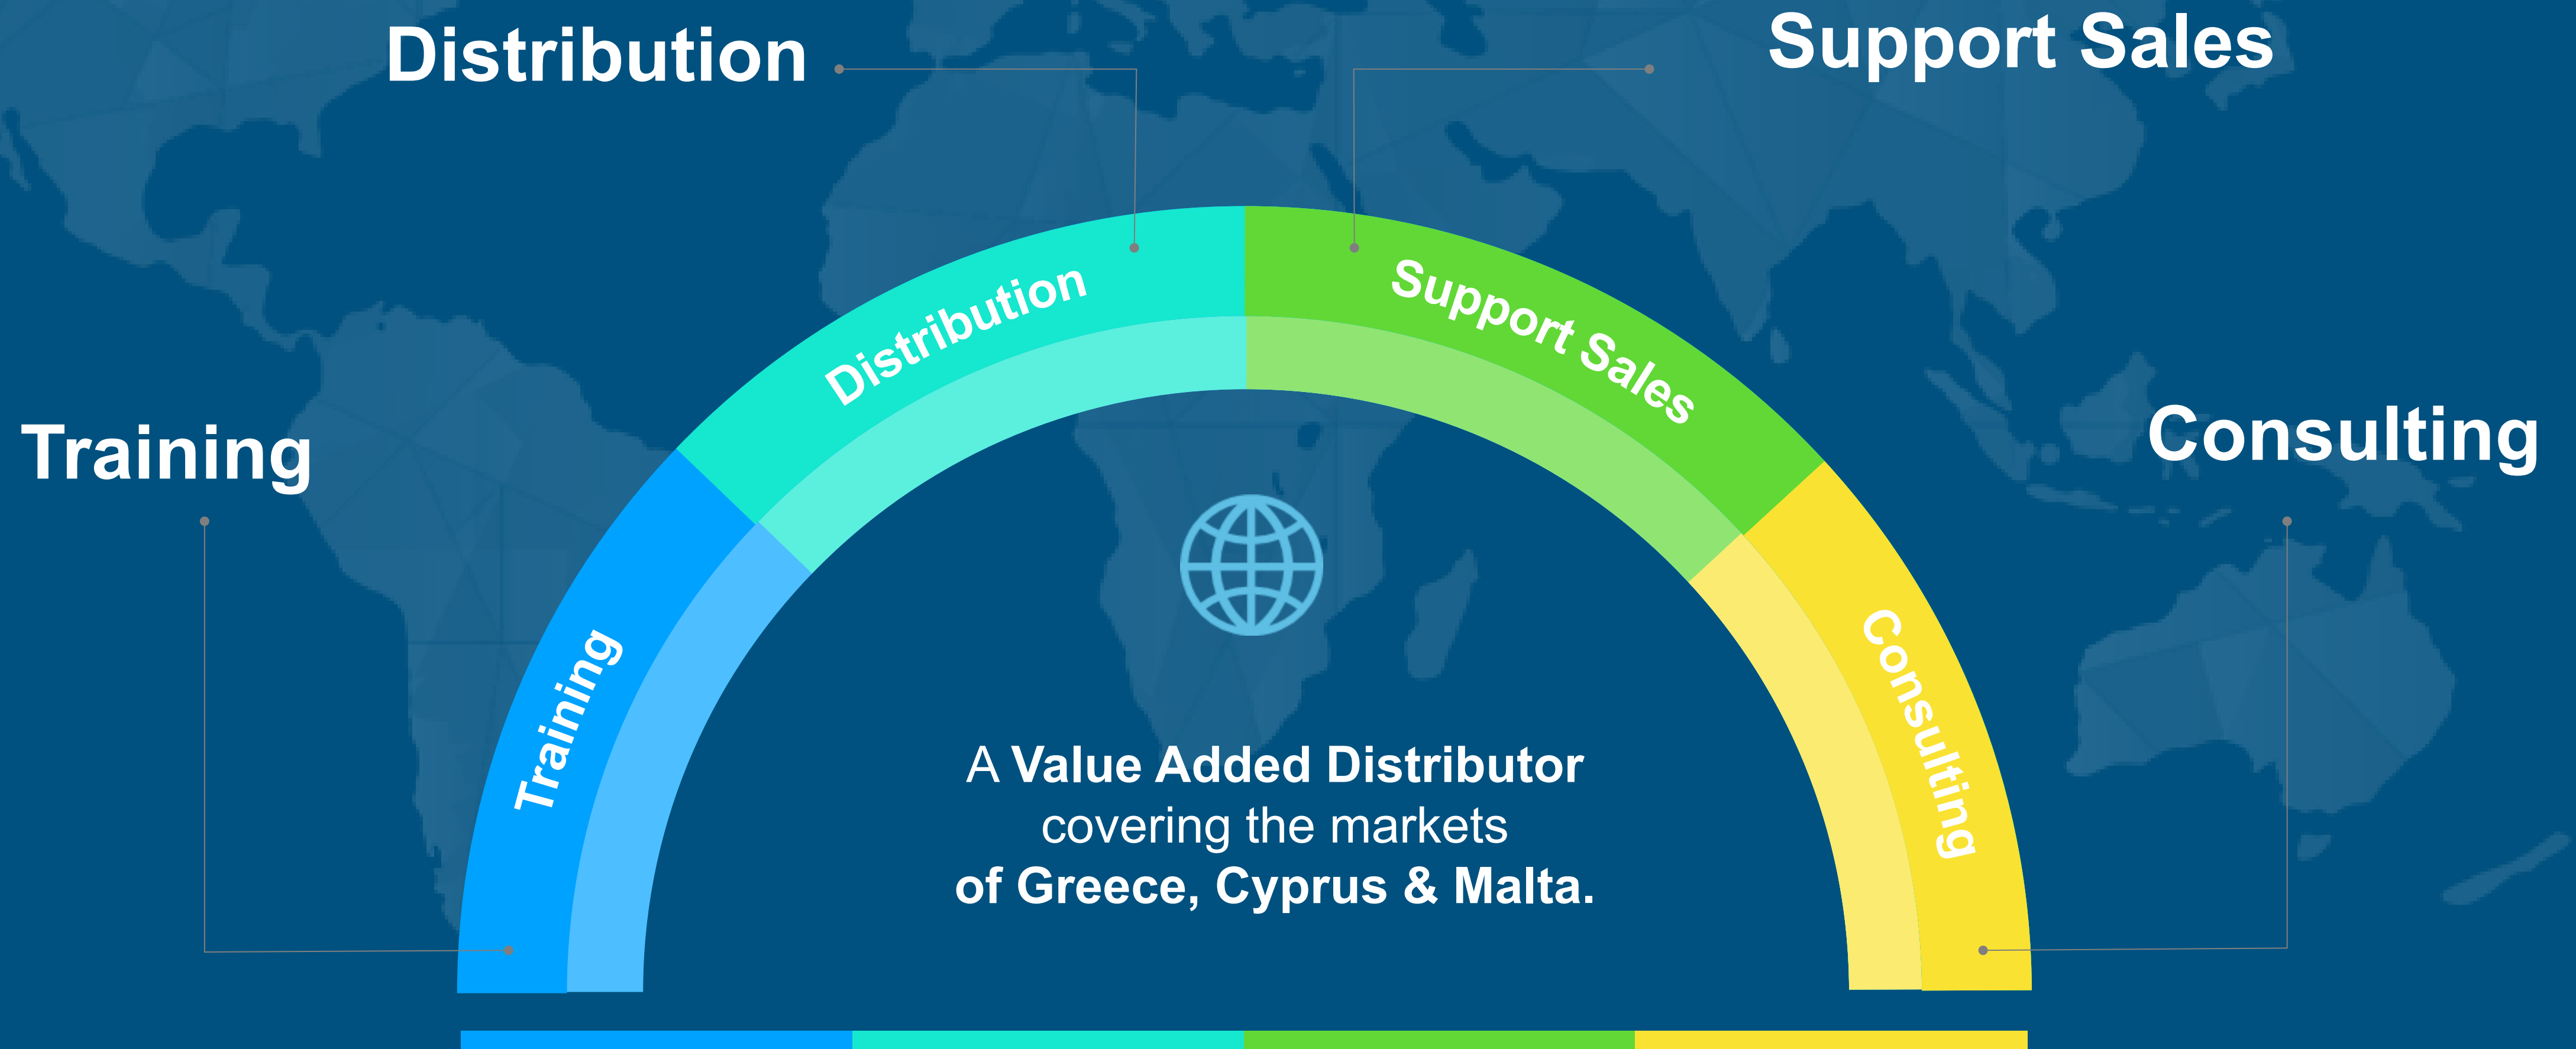 Distribution
Support Sales
Training
Consulting
Distribution
Support Sales
Training
Consulting
A Value Added Distributor
covering the markets
of Greece, Cyprus & Malta.